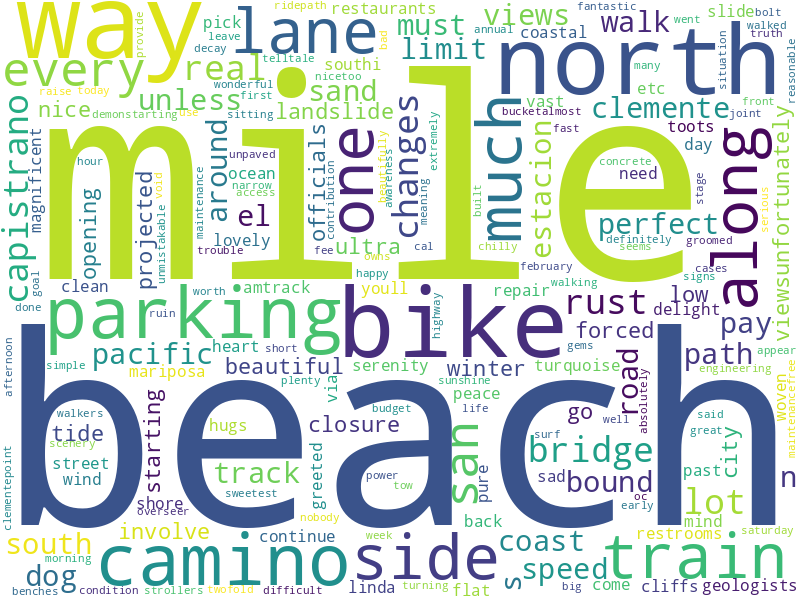 way
mile
beach
north
bike
parking
camino
side
train
along
one
much
lane
every
real
unless
sand
landslide
southi
telltale
decay
pick
leave
restaurants
ridepath
must
limit
views
coastal
walk
slide
annual
went
walked
fantastic
bolt
truth
situation
reasonable
provide
bad
raise
today
wonderful
first
nicetoo
nice
demonstarting
use
sitting
capistrano
magnificent
opening
hour
projected
unmistakable
void
maintenance
around
unpaved
ocean
narrow
access
el
lovely
officials
contribution
fee
awareness
beautifully
changes
meaning
extremely
cal
ultra
owns
built
chilly
estacion
vast
etc
many
clemente
toots
bucketalmost
fast
joint
front
day
concrete
need
stage
perfect
definitely
seems
groomed
serious
viewsunfortunately
goal
done
clean
ruin
trouble
worth
amtrack
happy
youll
highway
february
walking
repair
rust
low
signs
cases
delight
pay
forced
path
engineering
appear
free
maintenance
woven
afternoon
simple
pacific
heart
short
mariposa
beautiful
plenty
via
sunshine
serenity
peace
winter
gems
turquoise
go
road
absolutely
said
great
walkers
tide
scenery
street
wind
starting
hugs
closure
greeted
budget
life
surf
well
san
pure
sad
bridge
bound
oc
past
city
n
clementepoint
track
sweetest
power
tow
shore
overseer
nobody
south
involve
continue
week
back
coast
early
restrooms
mind
lot
saturday
morning
dog
benches
condition
strollers
twofold
difficult
linda
turning
flat
s
speed
big
come
cliffs
geologists